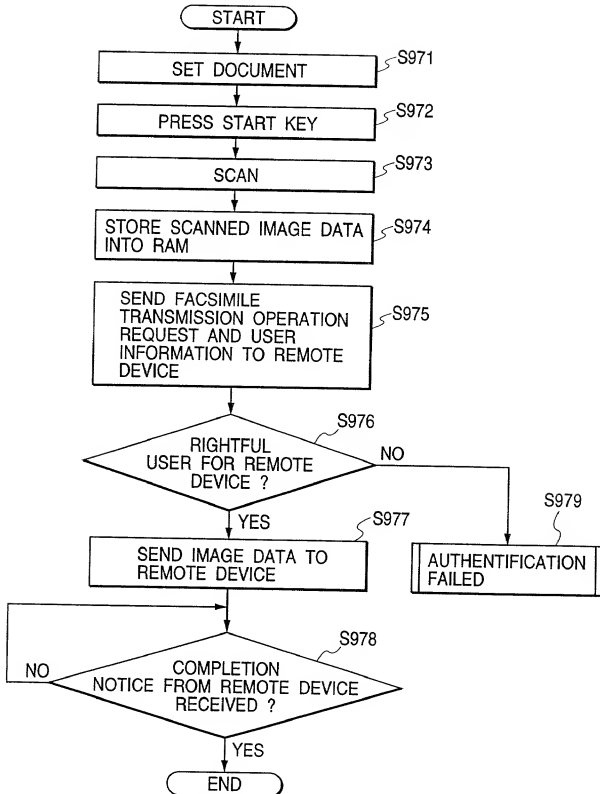 START
SET DOCUMENT
S971
PRESS START KEY
S972
SCAN
S973
STORE SCANNED IMAGE DATA
INTO RAM
S974
SEND FACSIMILE
TRANSMISSION OPERATION
REQUEST AND USER
INFORMATION TO REMOTE
DEVICE
S975
S976
RIGHTFUL
USER FOR REMOTE
DEVICE ?
NO
YES
S977
SEND IMAGE DATA TO
REMOTE DEVICE
S979
AUTHENTIFICATION
FAILED
S978
COMPLETION
NOTICE FROM REMOTE DEVICE
RECEIVED ?
NO
YES
END